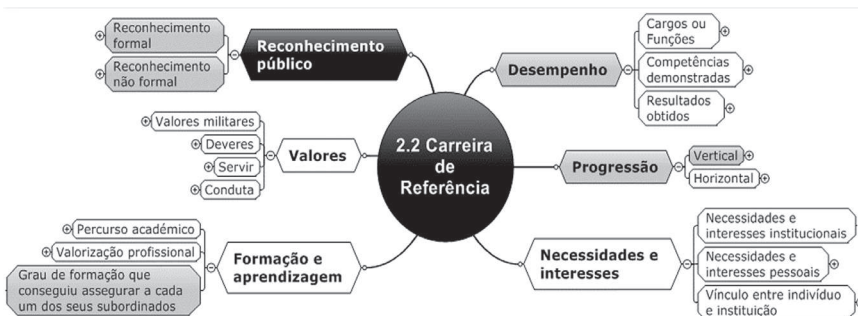 2.2 Carreira
de
Referência
Reconhecimento
público
Reconhecimento
formal
Reconhecimento
não formal
Valores
Valores militares
Deveres
Servir
Conduta
Formação e
aprendizagem
Percurso académico
Valorização profissional
Grau de formação que
conseguiu assegurar a cada
um dos seus subordinados
Desempenho
Cargos ou
Funções
Competências
demonstradas
Resultados
obtidos
Progressão
Vertical
Horizontal
Necessidades e
interesses
Necessidades e
interesses institucionais
Necessidades e
interesses pessoais
Vínculo entre indivíduo
e instituição